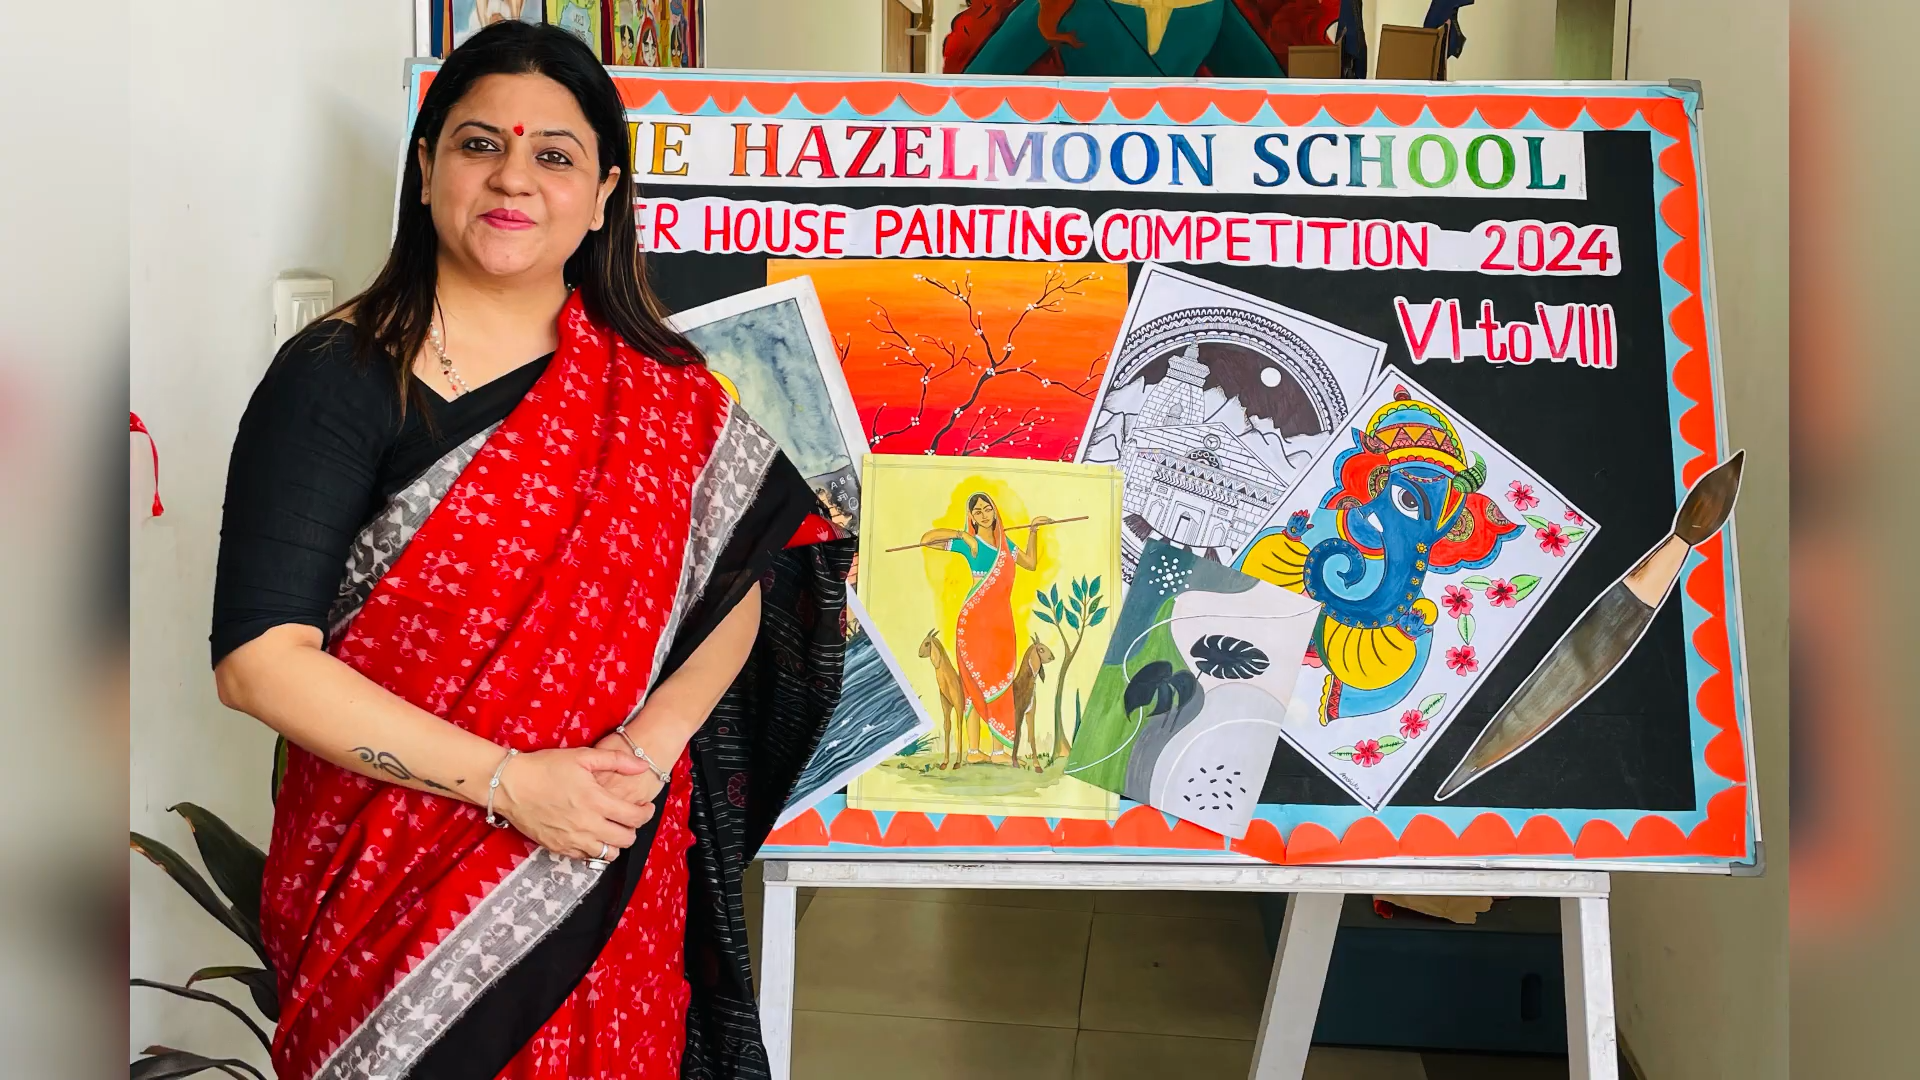 HE HAZELMOON SCHOOL
ER HOUSE PAINTING COMPETITION 2024
VI to VIII
A B C